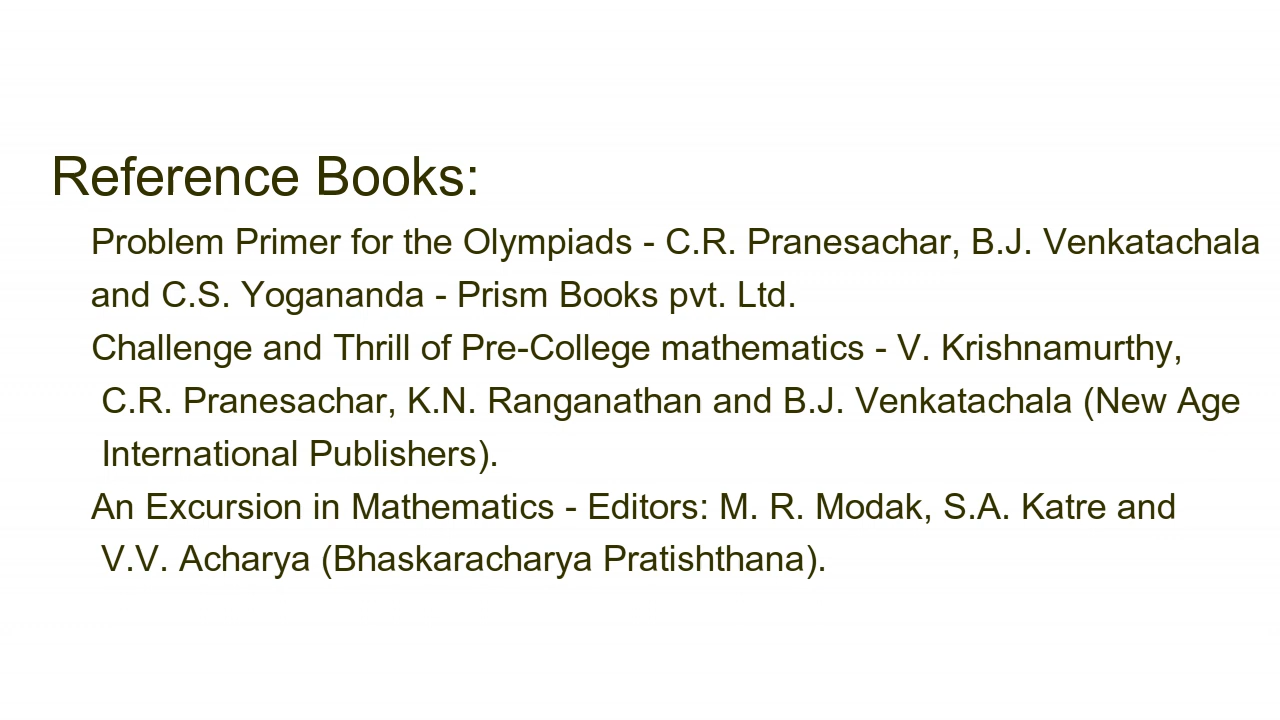 Reference Books:
Problem Primer for the Olympiads - C.R. Pranesachar, B.J. Venkatachala
and C.S. Yogananda - Prism Books pvt. Ltd.
Challenge and Thrill of Pre-College mathematics - V. Krishnamurthy,
C.R. Pranesachar, K.N. Ranganathan and B.J. Venkatachala (New Age
International Publishers).
An Excursion in Mathematics - Editors: M. R. Modak, S.A. Katre and
V.V. Acharya (Bhaskaracharya Pratishthana).